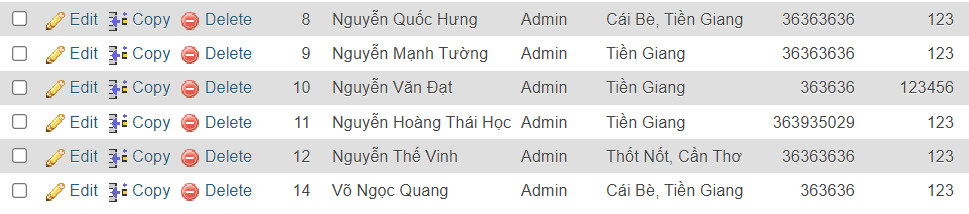 Edit Copy Delete 8 Nguyễn Quốc Hưng Admin Cái Bè, Tiền Giang 36363636 123
Edit Copy Delete 9 Nguyễn Mạnh Tường Admin Tiền Giang 36363636 123
Edit Copy Delete 10 Nguyễn Văn Đạt Admin Tiền Giang 363636 123456
Edit Copy Delete 11 Nguyễn Hoàng Thái Học Admin Tiền Giang 363935029 123
Edit Copy Delete 12 Nguyễn Thế Vinh Admin Thốt Nốt, Cần Thơ 36363636 123
Edit Copy Delete 14 Võ Ngọc Quang Admin Cái Bè, Tiền Giang 363636 123